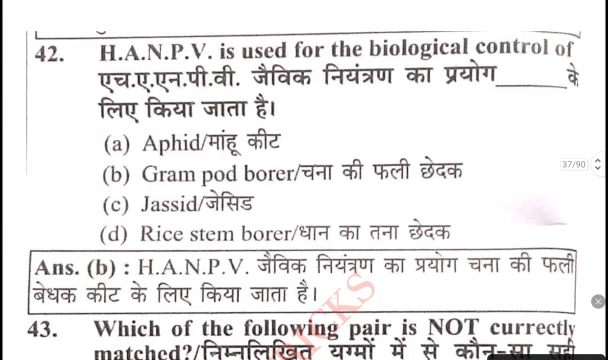 42. H.A.N.P.V. is used for the biological control of
एच.ए.एन.पी.वी. जैविक नियंत्रण का प्रयोग______ के
लिए किया जाता है।
(a) Aphid/मांहू कीट
(b) Gram pod borer/चना की फली छेदक
(c) Jassid/जेसिड
(d) Rice stem borer/धान का तना छेदक
37/90
Ans. (b) : H.A.N.P.V. जैविक नियंत्रण का प्रयोग चना की फली
बेधक कीट के लिए किया जाता है।
43. Which of the following pair is NOT currectly
matched?/निम्नलिखित युग्मों में से कौन-सा सही